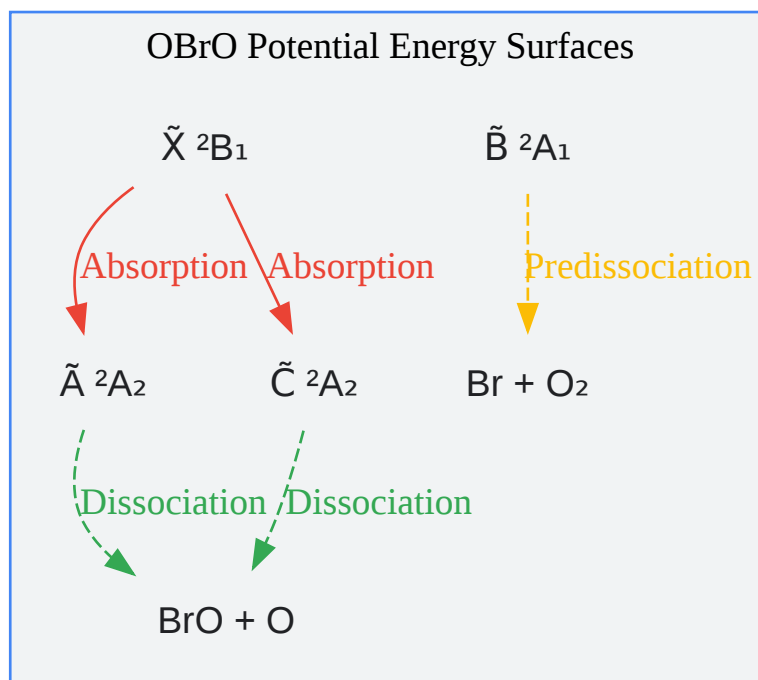 OBrO Potential Energy Surfaces
X̃ ²B₁ B̃ ²A₁
Absorption Absorption Predissociation
Ã ²A₂ C̃ ²A₂ Br + O₂
Dissociation Dissociation
BrO + O